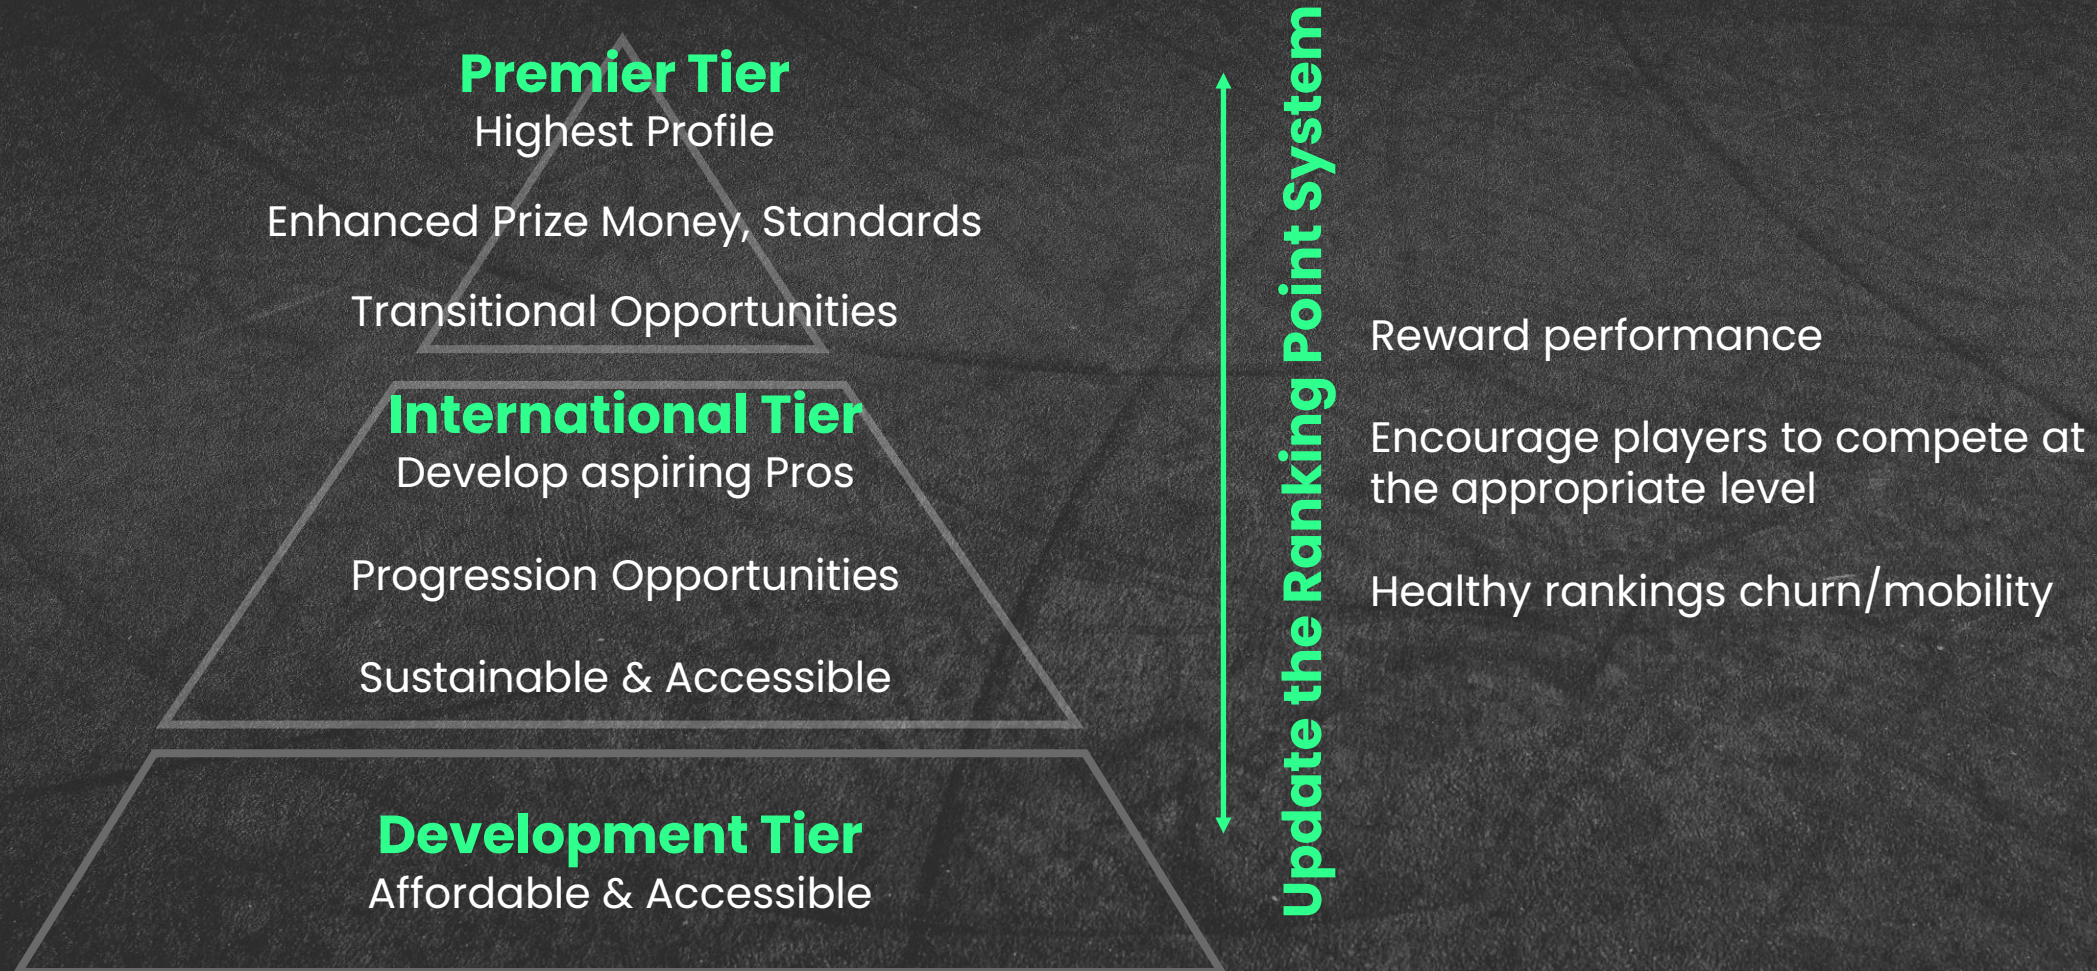 Premier Tier
Highest Profile
Enhanced Prize Money, Standards
Transitional Opportunities
International Tier
Develop aspiring Pros
Progression Opportunities
Sustainable & Accessible
Development Tier
Affordable & Accessible
Update the Ranking Point System
Reward performance
Encourage players to compete at
the appropriate level
Healthy rankings churn/mobility